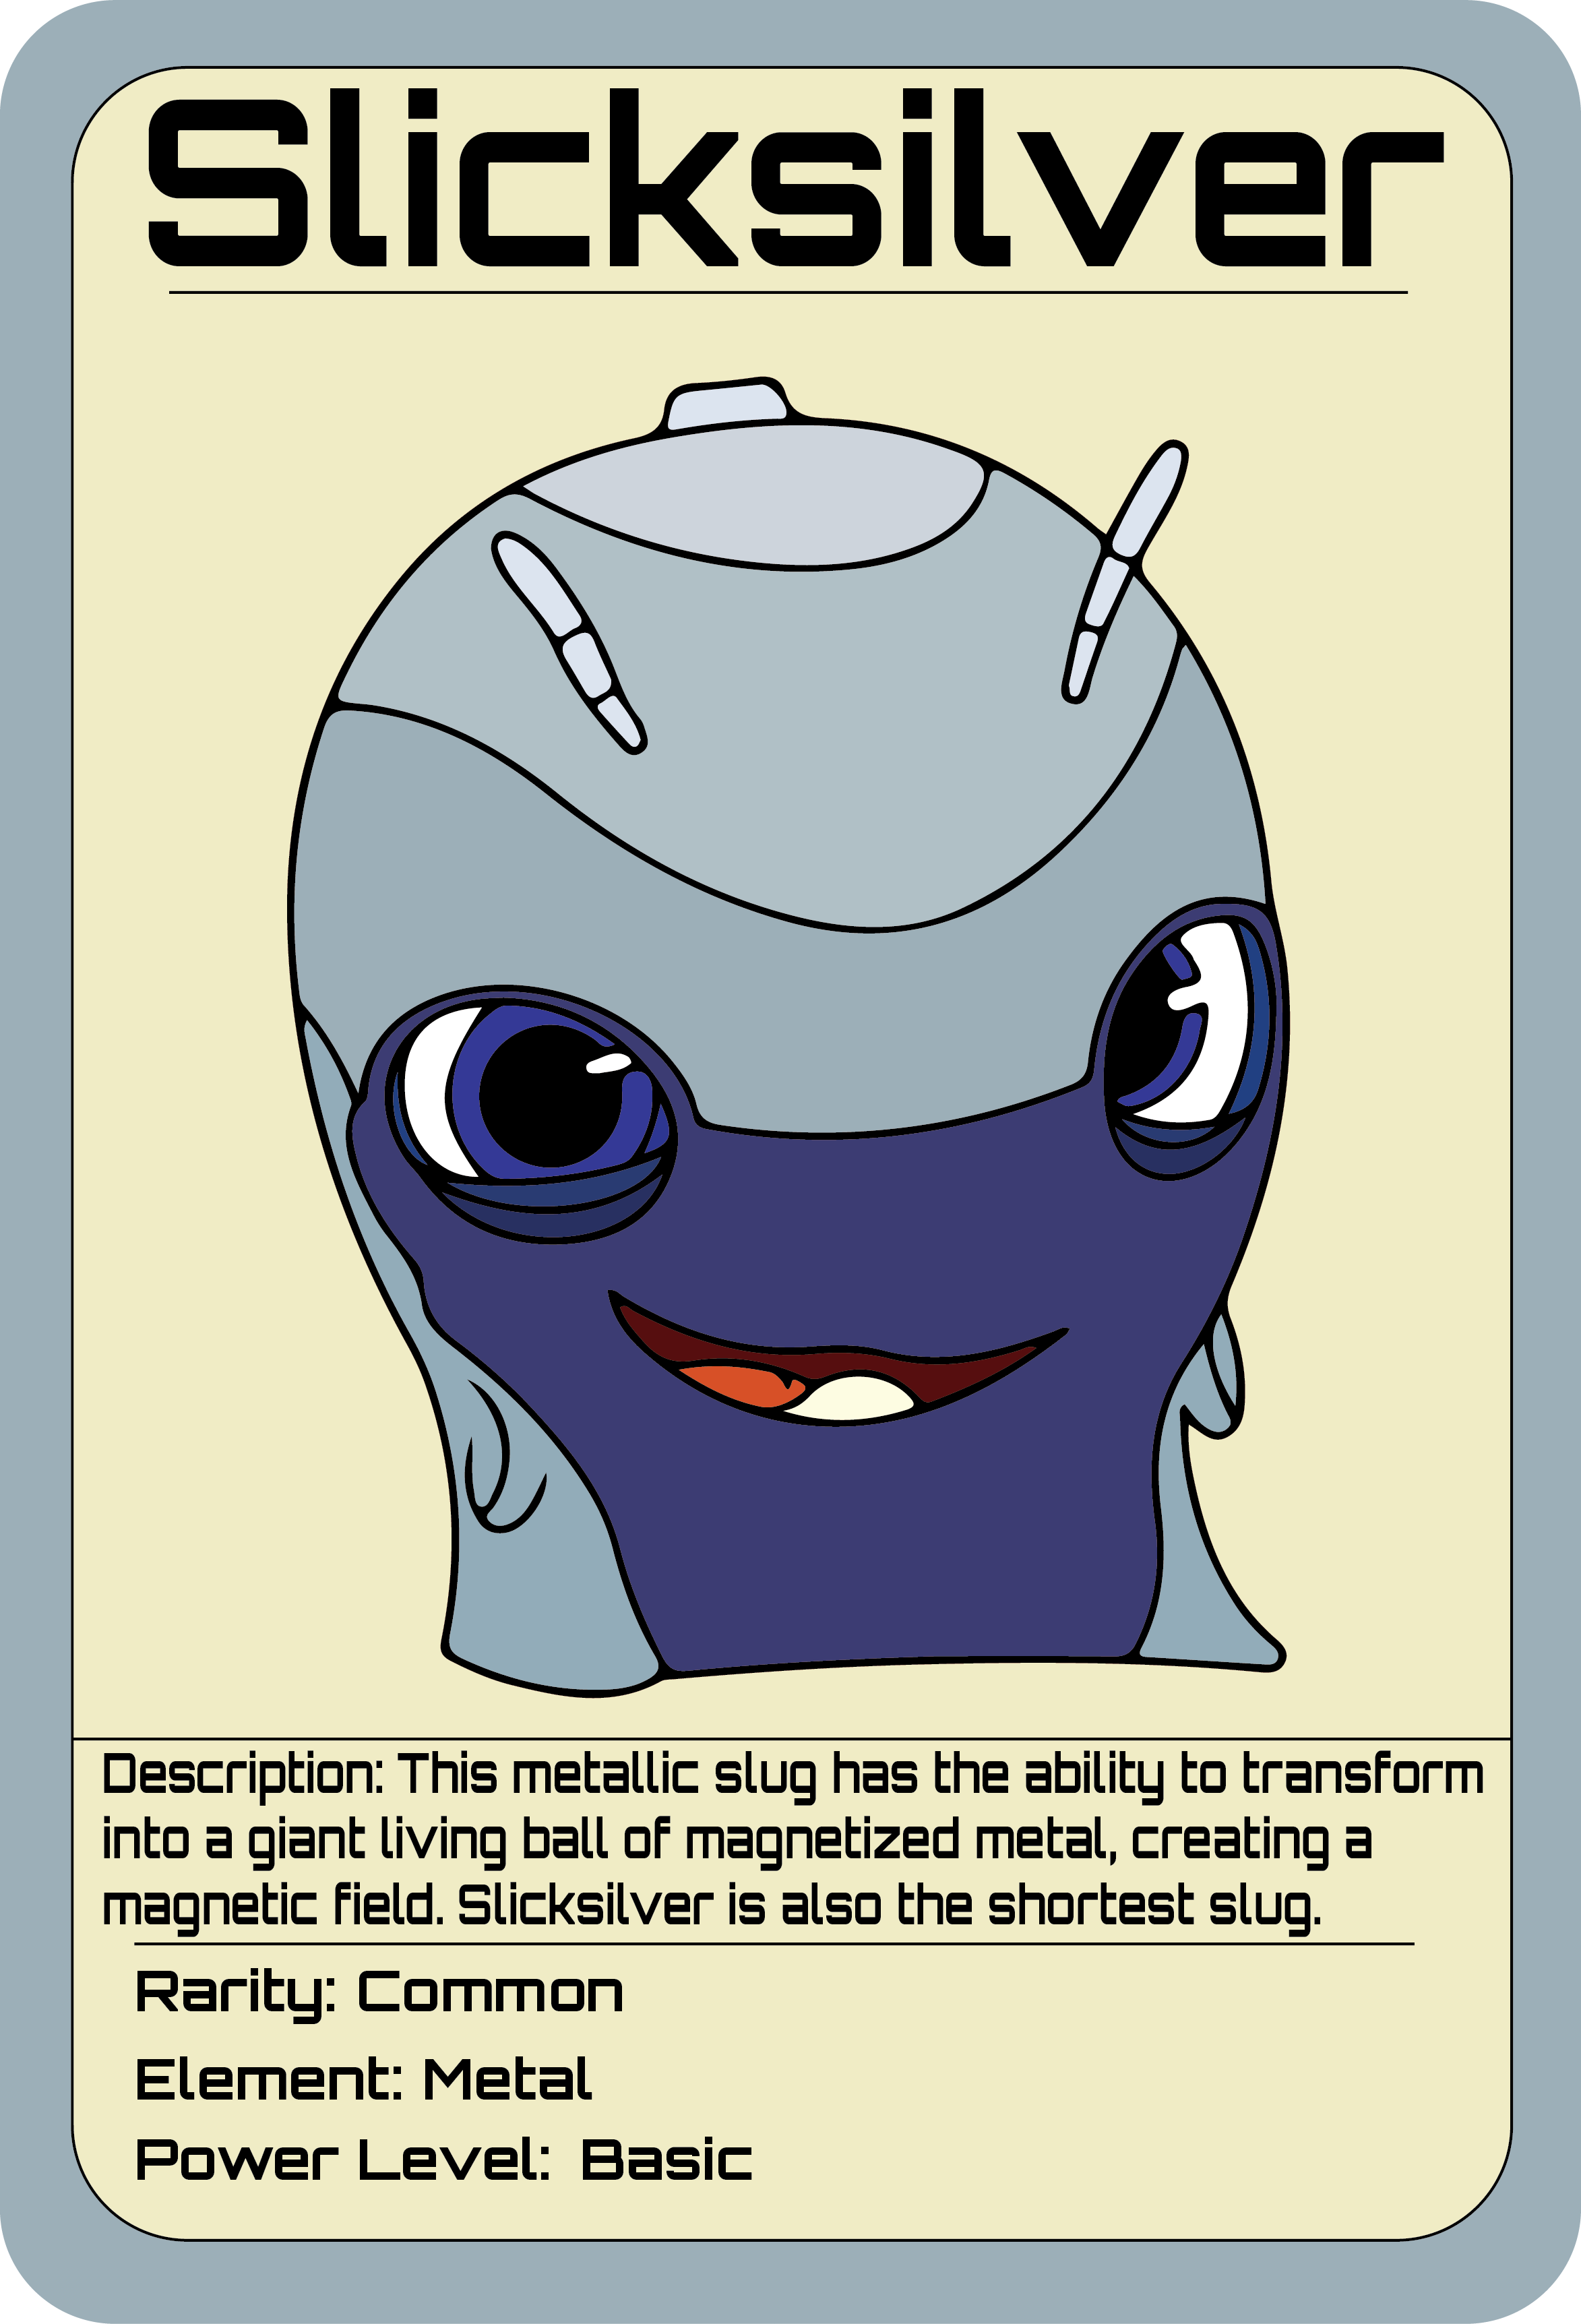 Slicksilver
Description: This metallic slug has the ability to transform
into a giant living ball of magnetized metal, creating a
magnetic field. Slicksilver is also the shortest slug.
Rarity: Common
Element: Metal
Power Level: Basic